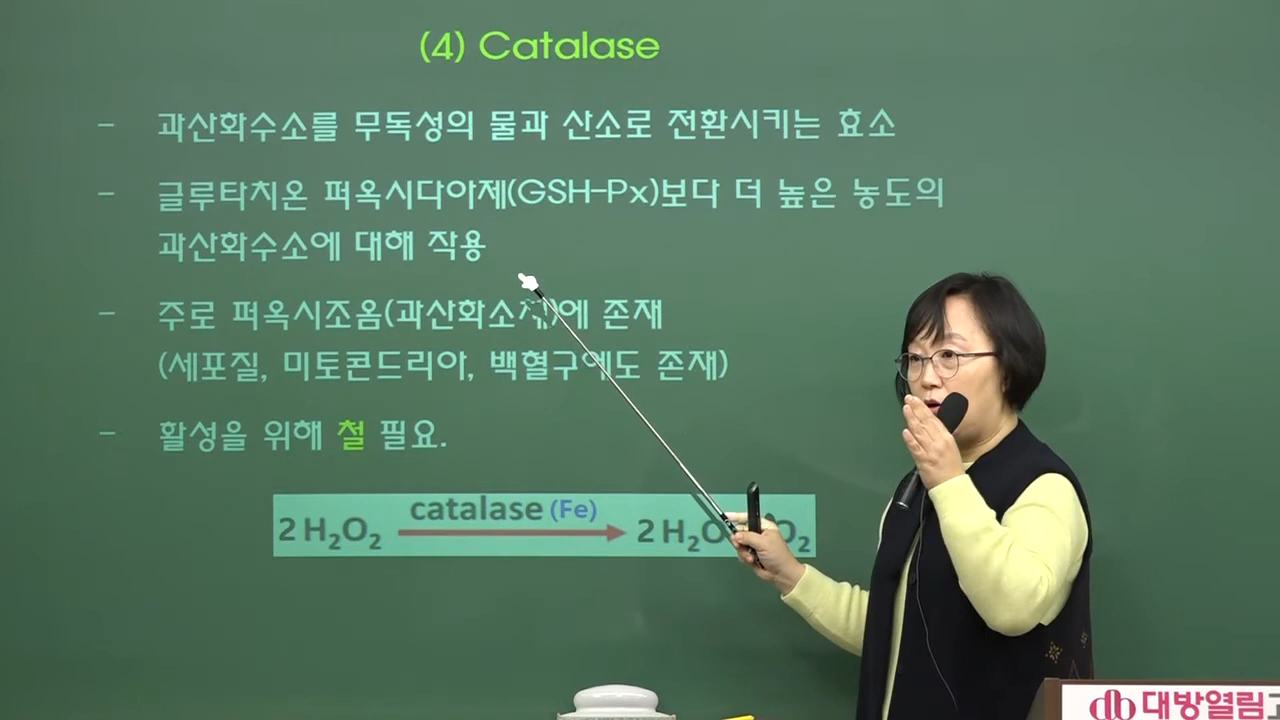 (4) Catalase
- 과산화수소를 무독성의 물과 산소로 전환시키는 효소
- 글루타치온 퍼옥시다아제(GSH-Px)보다 더 높은 농도의
과산화수소에 대해 작용
- 주로 퍼옥시조옴(과산화소체)에 존재
(세포질, 미토콘드리아, 백혈구에도 존재)
- 활성을 위해 철 필요.
catalase (Fe)
2 H₂O₂ 2 H₂O O₂
대방열림